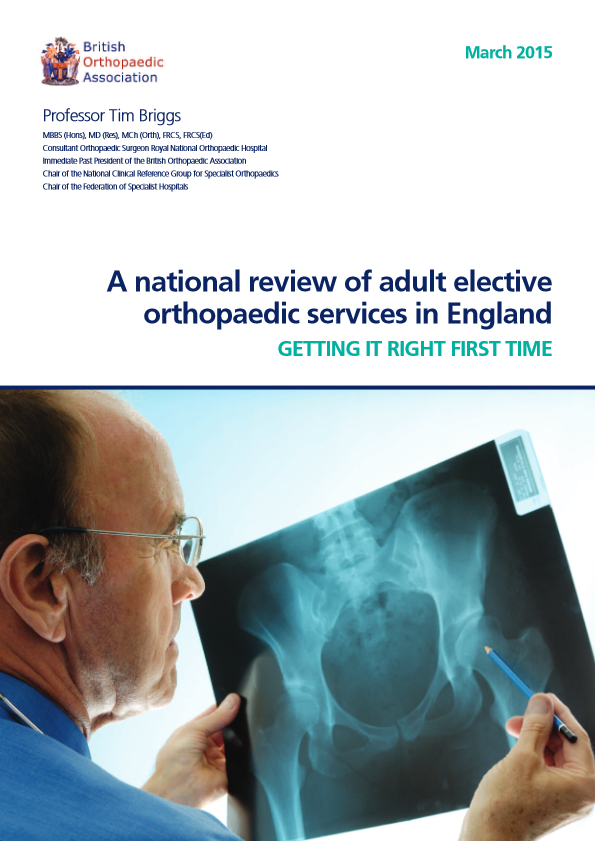 British
Orthopaedic
Association
March 2015
Professor Tim Briggs
MBBS (Hons), MD (Res), MCh (Orth), FRCS, FRCS(Ed)
Consultant Orthopaedic Surgeon Royal National Orthopaedic Hospital
Immediate Past President of the British Orthopaedic Association
Chair of the National Clinical Reference Group for Specialist Orthopaedics
Chair of the Federation of Specialist Hospitals
A national review of adult elective
orthopaedic services in England
GETTING IT RIGHT FIRST TIME